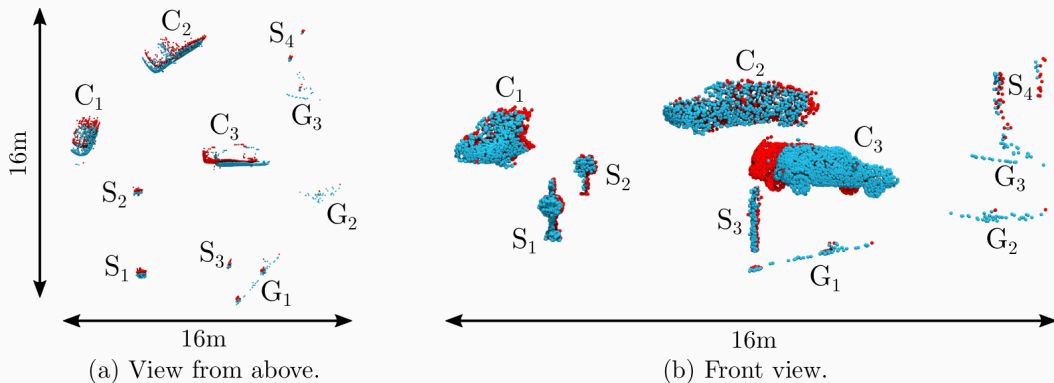 C₂
S₄
C₁
G₃
C₃
16m
S₂
G₂
S₁
S₃
G₁
16m
(a) View from above.
C₂
C₁
S₄
C₃
S₂
G₃
S₁
S₃
G₂
G₁
16m
(b) Front view.